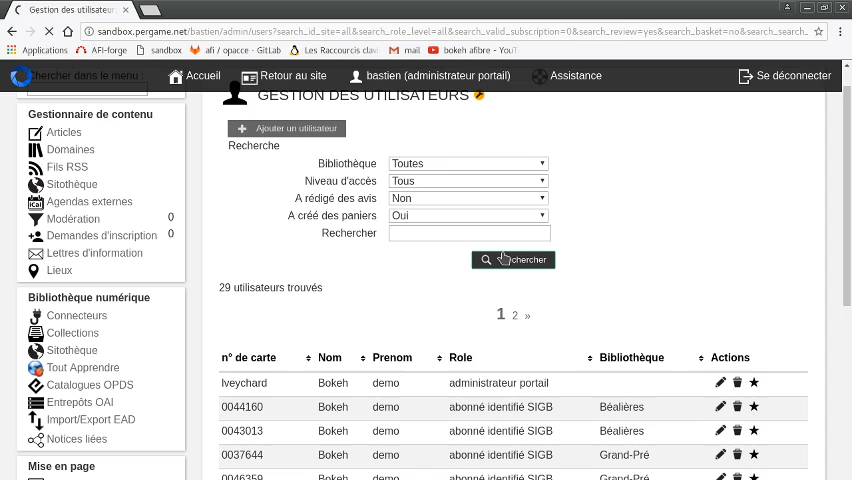 Gestion des utilisateurs
sandbox.pergame.net/bastien/admin/users?search_id_site=all&search_role_level=all&search_valid_subscription=0&search_review=yes&search_basket=no&search_search_
Applications AFI-forge sandbox afi / opacce · GitLab Les Raccourcis clavi mail bokeh afibre - YouT
Chercher dans le menu :
Accueil Retour au site bastien (administrateur portail) Assistance Se déconnecter
GESTION DES UTILISATEURS
Gestionnaire de contenu
Articles
Domaines
Fils RSS
Sitothèque
Agendas externes
Modération 0
Demandes d'inscription 0
Lettres d'information
Lieux
Bibliothèque numérique
Connecteurs
Collections
Sitothèque
Tout Apprendre
Catalogues OPDS
Entrepôts OAI
Import/Export EAD
Notices liées
Mise en page
Ajouter un utilisateur
Recherche
Bibliothèque Toutes
Niveau d'accès Tous
A rédigé des avis Non
A créé des paniers Oui
Rechercher
29 utilisateurs trouvés
1 2 »
n° de carte Nom Prenom Role Bibliothèque Actions
lveychard Bokeh demo administrateur portail
0044160 Bokeh demo abonné identifié SIGB Béalières
0043013 Bokeh demo abonné identifié SIGB Béalières
0037644 Bokeh demo abonné identifié SIGB Grand-Pré
0046359 Bokeh demo abonné identifié SIGB Grand-Pré